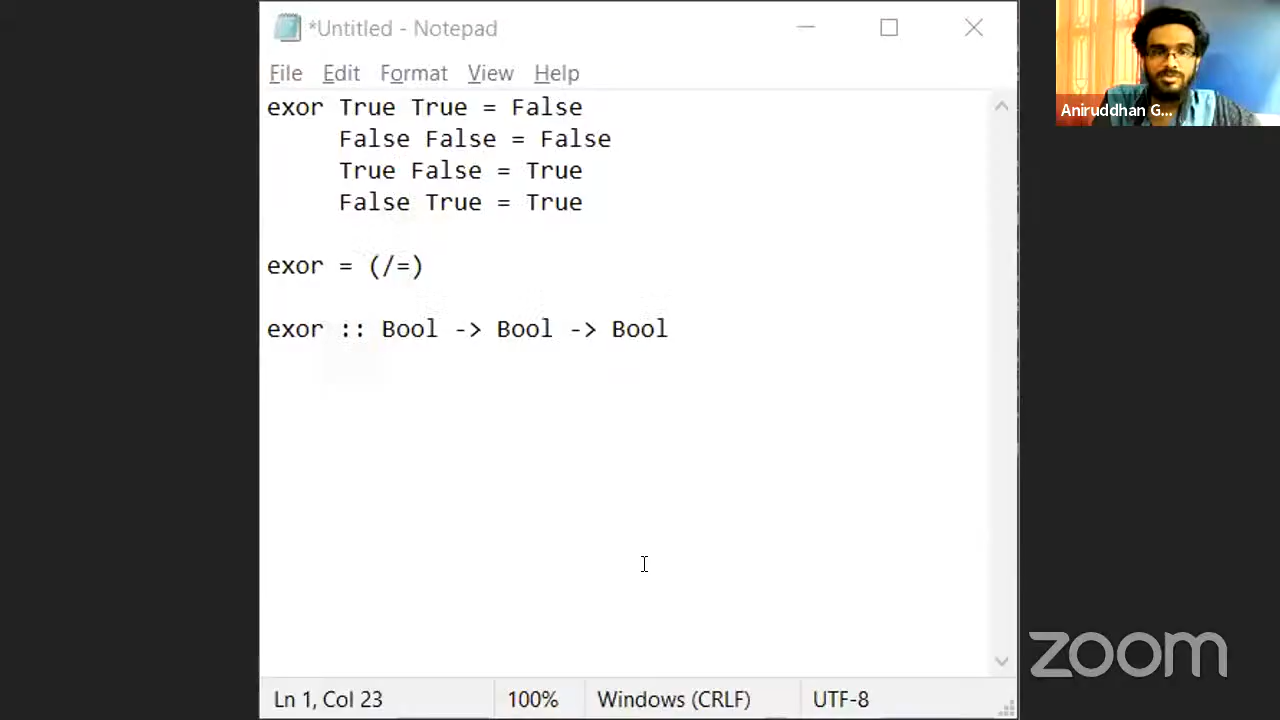 *Untitled - Notepad
File Edit Format View Help
exor True True = False
False False = False
True False = True
False True = True
exor = (/=)
exor :: Bool -> Bool -> Bool
Ln 1, Col 23 100% Windows (CRLF) UTF-8
Aniruddhan G...
zoom